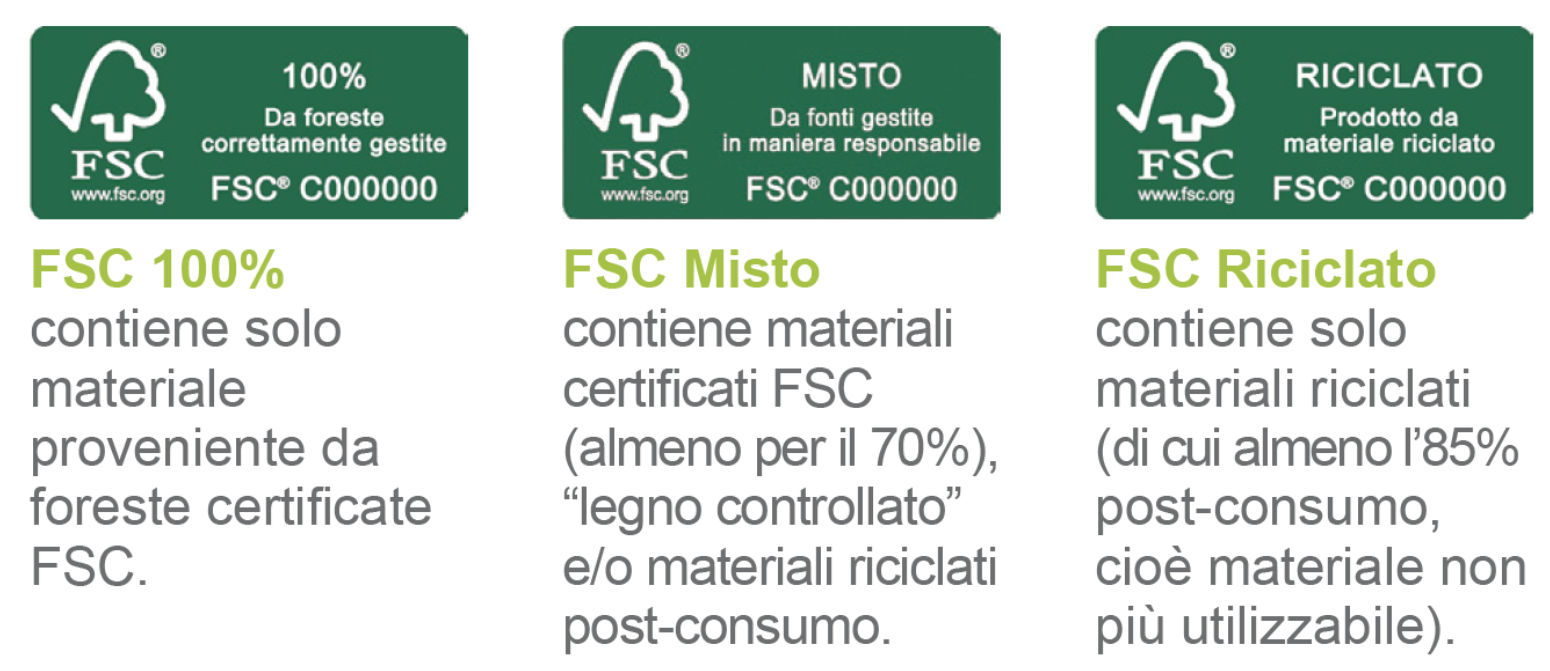 ®
100%
Da foreste
correttamente gestite
FSC
www.fsc.org
FSC® C000000
FSC 100%
contiene solo
materiale
proveniente da
foreste certificate
FSC.
®
MISTO
Da fonti gestite
in maniera responsabile
FSC
www.fsc.org
FSC® C000000
FSC Misto
contiene materiali
certificati FSC
(almeno per il 70%),
“legno controllato”
e/o materiali riciclati
post-consumo.
®
RICICLATO
Prodotto da
materiale riciclato
FSC
www.fsc.org
FSC® C000000
FSC Riciclato
contiene solo
materiali riciclati
(di cui almeno l’85%
post-consumo,
cioè materiale non
più utilizzabile).